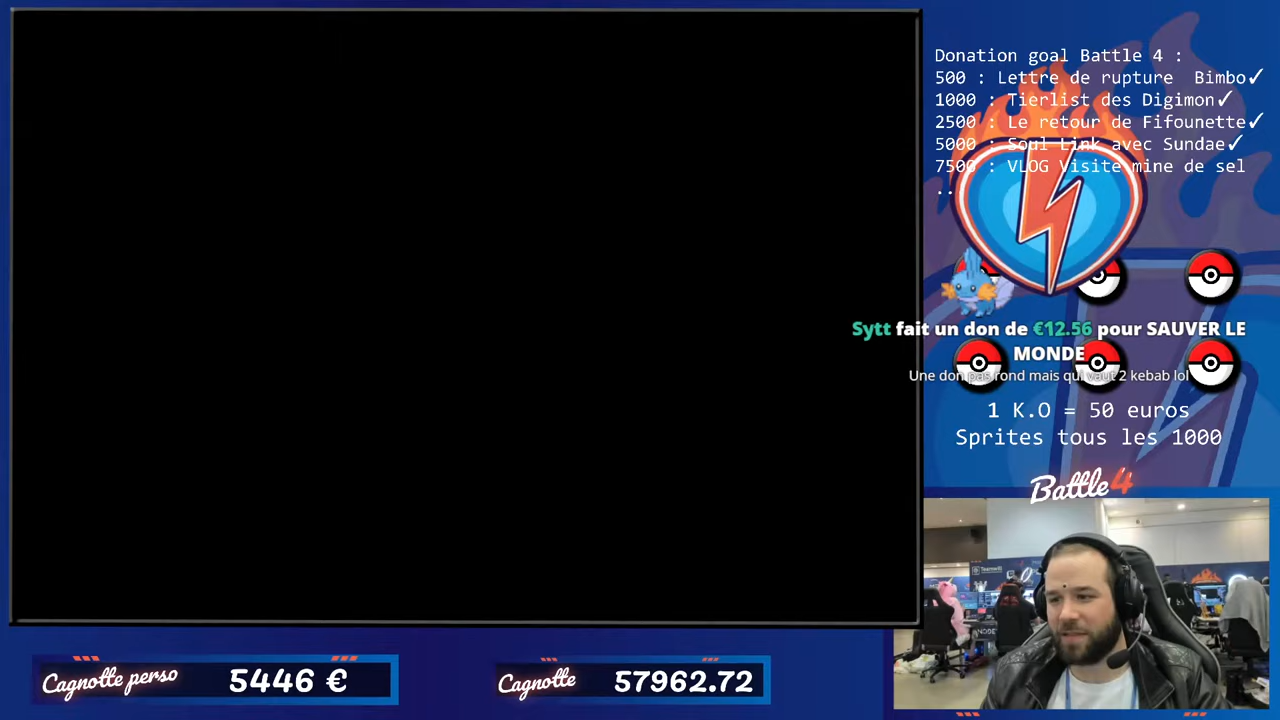 Donation goal Battle 4 :
500 : Lettre de rupture Bimbo✓
1000 : Tierlist des Digimon✓
2500 : Le retour de Fifounette✓
5000 : Soul Link avec Sundae✓
7500 : VLOG Visite mine de sel
...
Sytt fait un don de €12.56 pour SAUVER LE
MONDE
Une don pas rond mais qui vaut 2 kebab lol
1 K.O = 50 euros
Sprites tous les 1000
Battle4
Cagnotte perso 5446 €
Cagnotte 57962.72